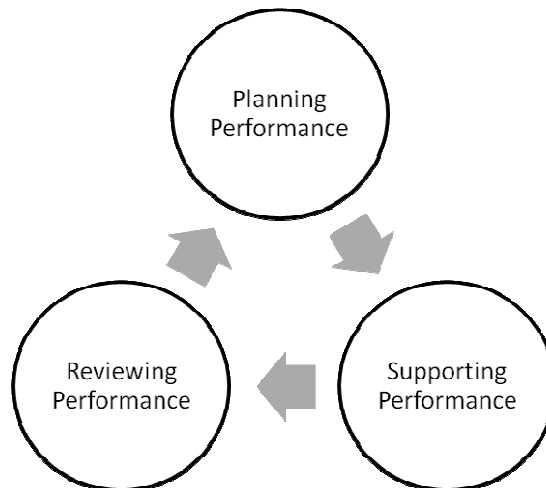 Planning
Performance
Reviewing
Performance
Supporting
Performance